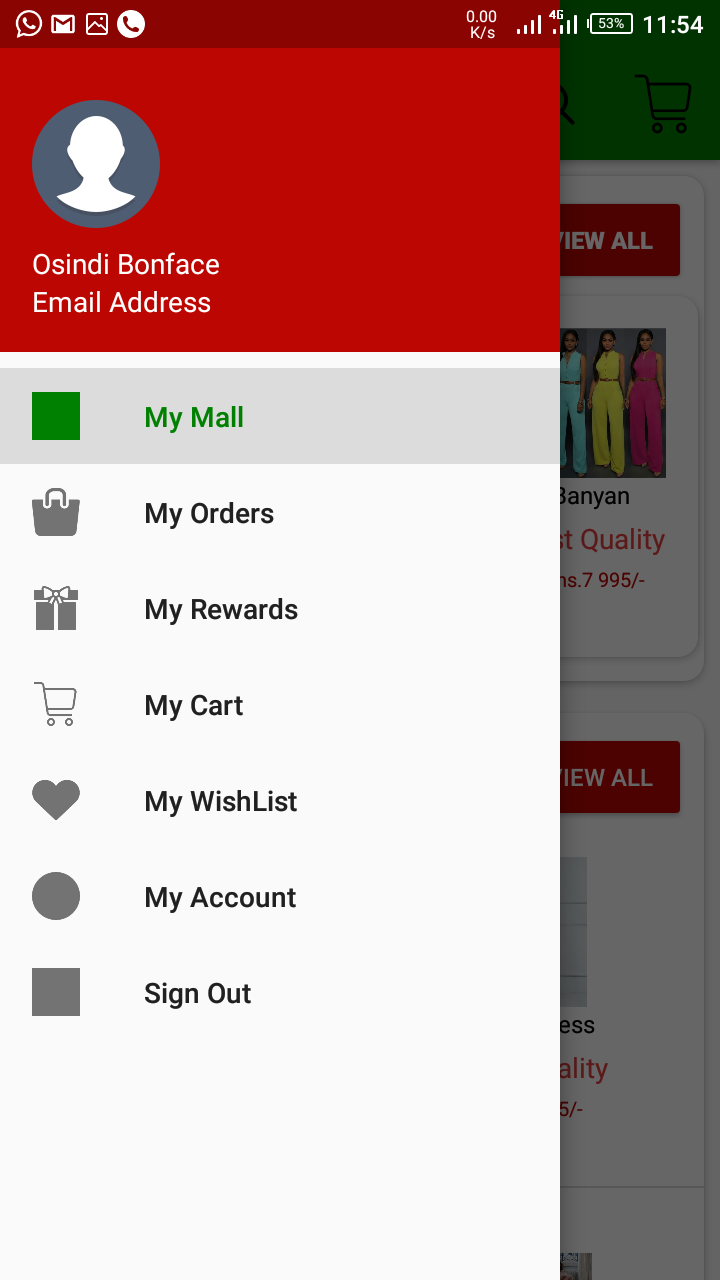 0.00
K/s
4G
53%
11:54
Osindi Bonface
Email Address
My Mall
My Orders
My Rewards
My Cart
My WishList
My Account
Sign Out
VIEW ALL
Banyan
st Quality
hs.7 995/-
VIEW ALL
ess
ality
5/-